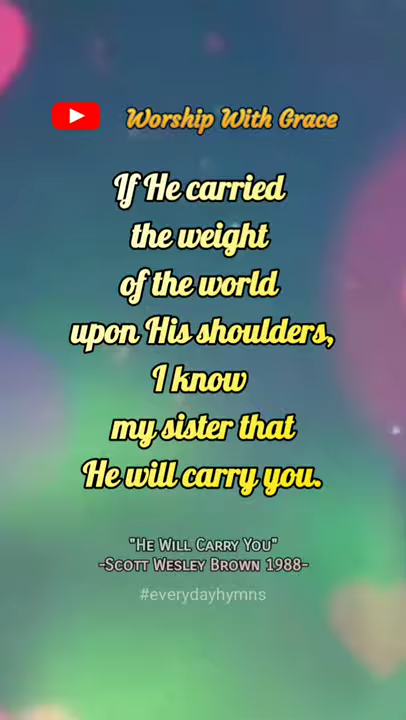 Worship With Grace
If He carried
the weight
of the world
upon His shoulders,
I know
my sister that
He will carry you.
"He Will Carry You"
-Scott Wesley Brown 1988-
#everydayhymns